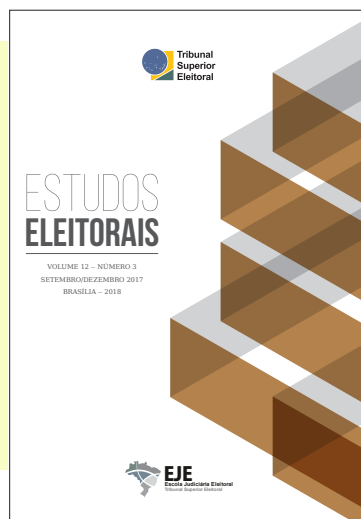 Tribunal
Superior
Eleitoral
ESTUDOS
ELEITORAIS
VOLUME 12 – NÚMERO 3
SETEMBRO/DEZEMBRO 2017
BRASÍLIA – 2018
EJE
Escola Judiciária Eleitoral
Tribunal Superior Eleitoral